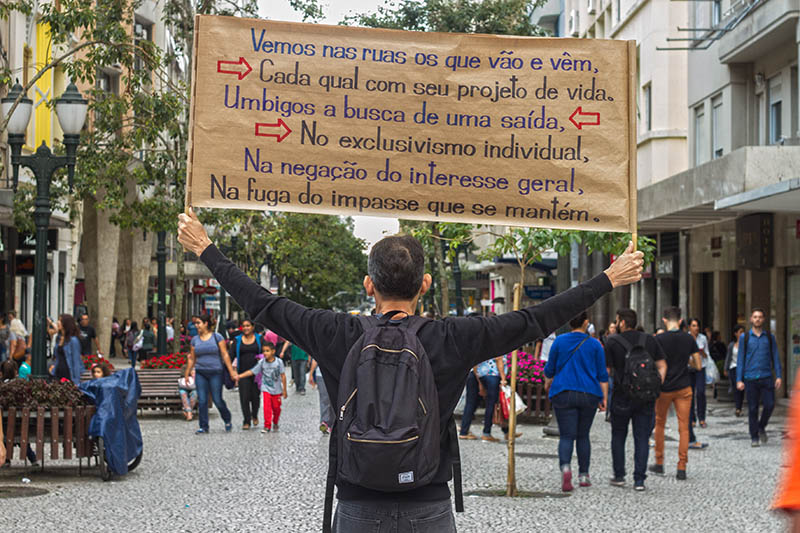 Vemos nas ruas os que vão e vêm,
Cada qual com seu projeto de vida.
Umbigos a busca de uma saída,
No exclusivismo individual,
Na negação do interesse geral,
Na fuga do impasse que se mantém.